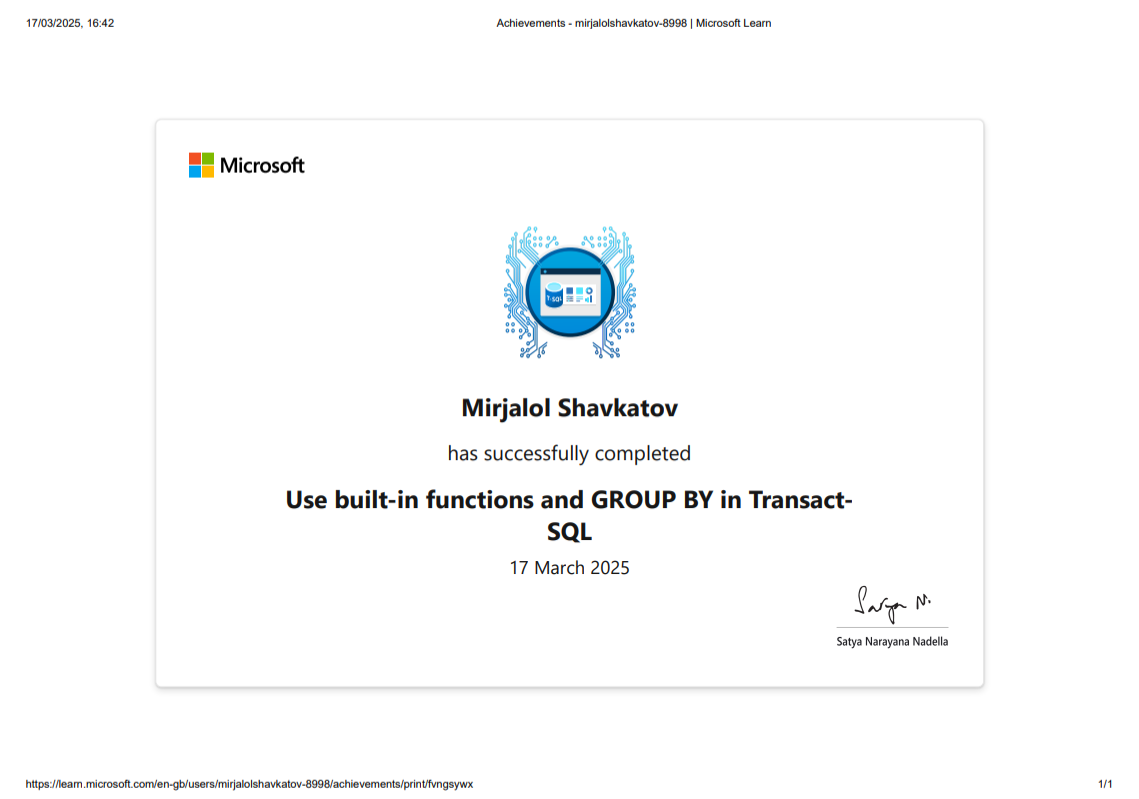 17/03/2025, 16:42
Achievements - mirjalolshavkatov-8998 | Microsoft Learn
Microsoft
T-SQL
Mirjalol Shavkatov
has successfully completed
Use built-in functions and GROUP BY in Transact-
SQL
17 March 2025
Satya N.
Satya Narayana Nadella
https://learn.microsoft.com/en-gb/users/mirjalolshavkatov-8998/achievements/print/fvngsywx
1/1